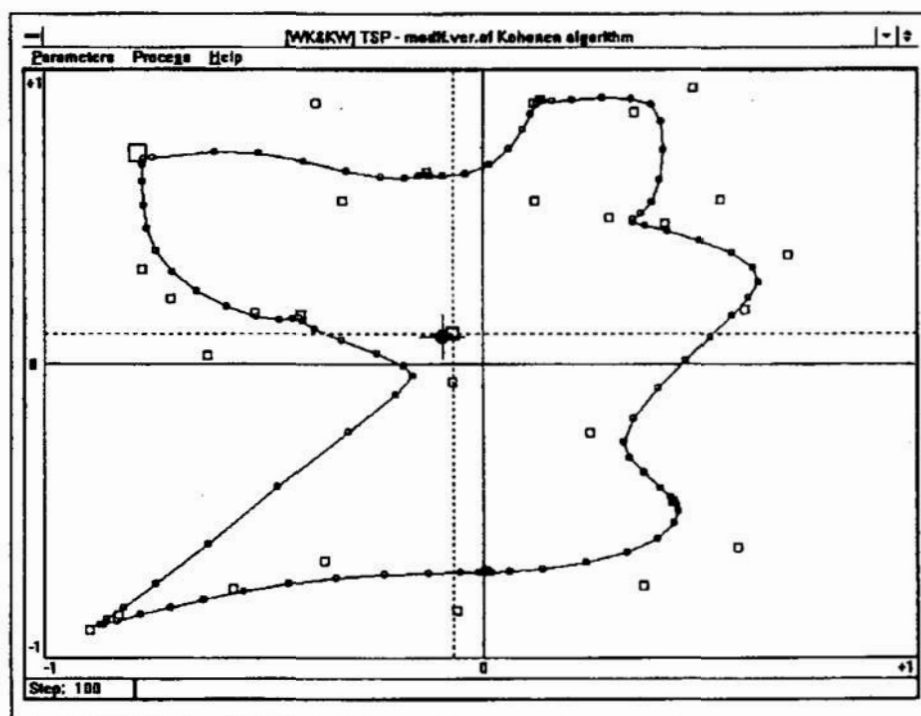 [WK&KW] TSP - modif.ver.of Kohonen algorithm
Parameters Process Help
+1
0
-1
-1 0 +1
Step: 100